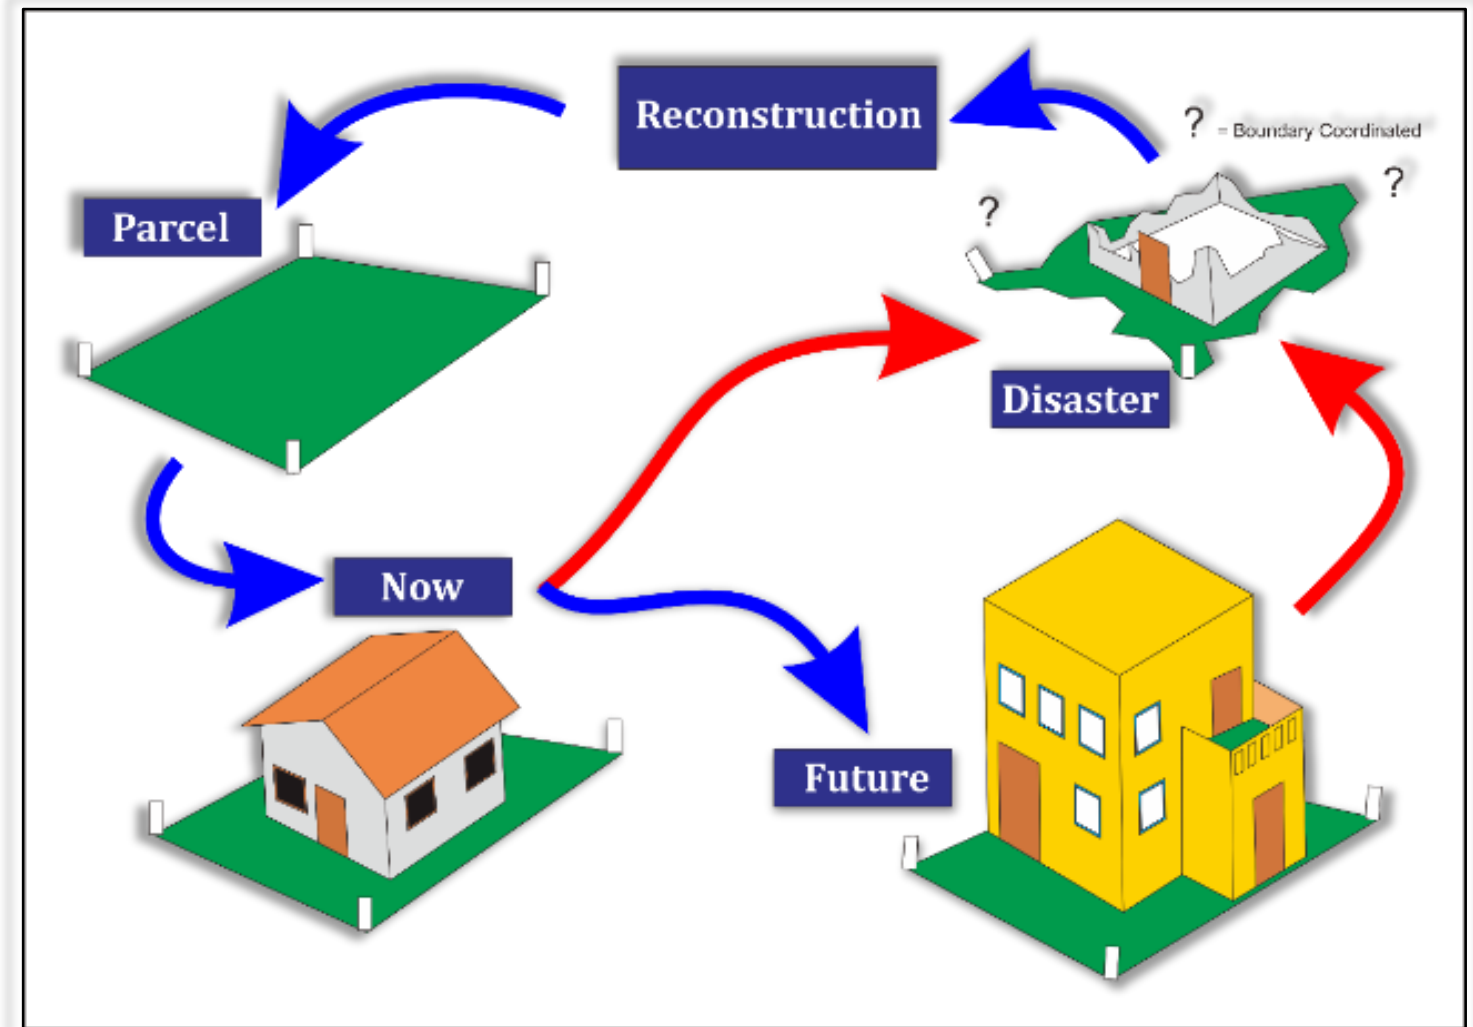 Reconstruction
? = Boundary Coordinated
?
?
Parcel
Disaster
Now
Future